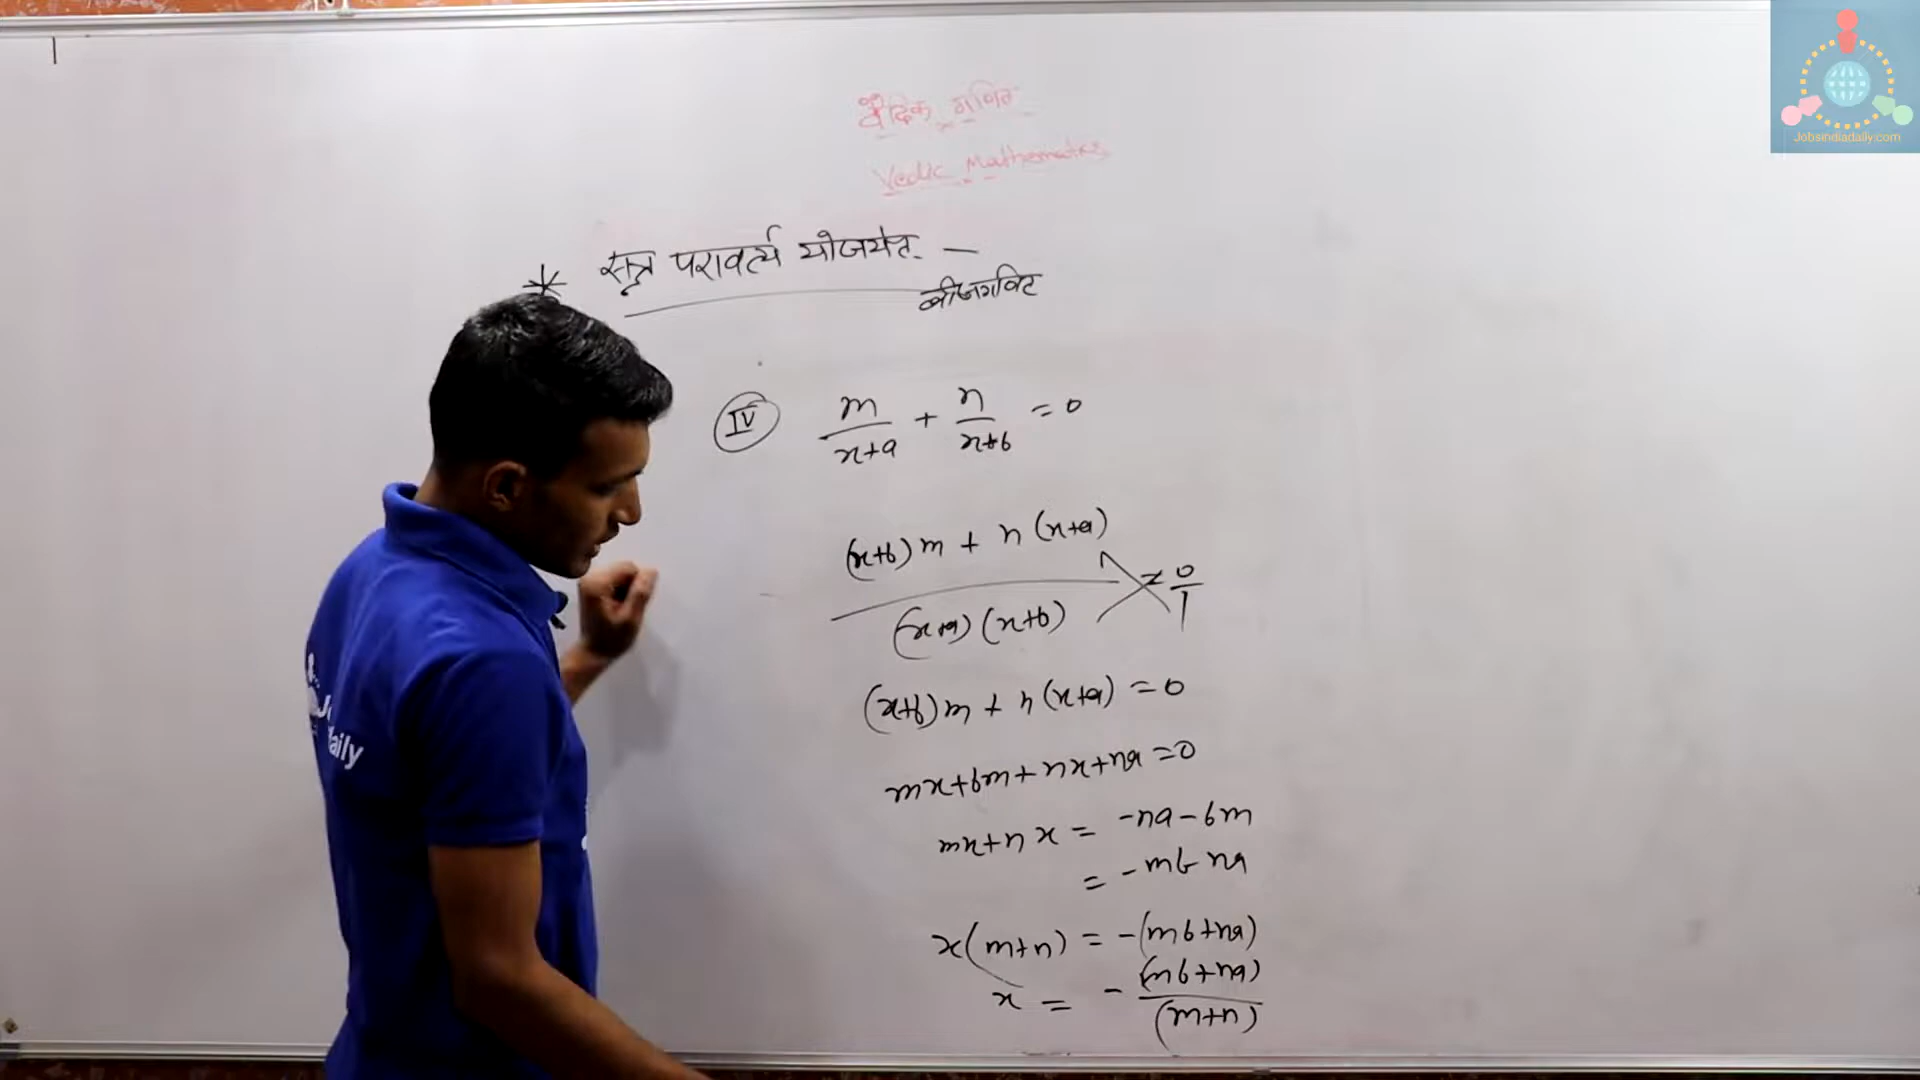 Jobsindiadaily.com
वैदिक गणित
Vedic Mathematics
* सूत्र परावर्त्य योजयेत् -
बीजगणित
(IV) m/(x+a) + n/(x+b) = 0
((x+b)m + n(x+a))/((x+a)(x+b)) = 0/1
(x+b)m + n(x+a) = 0
mx+bm+nx+na=0
mx+nx = -na-bm
= -mb-na
x(m+n) = -(mb+na)
x = -(mb+na)/(m+n)
aily